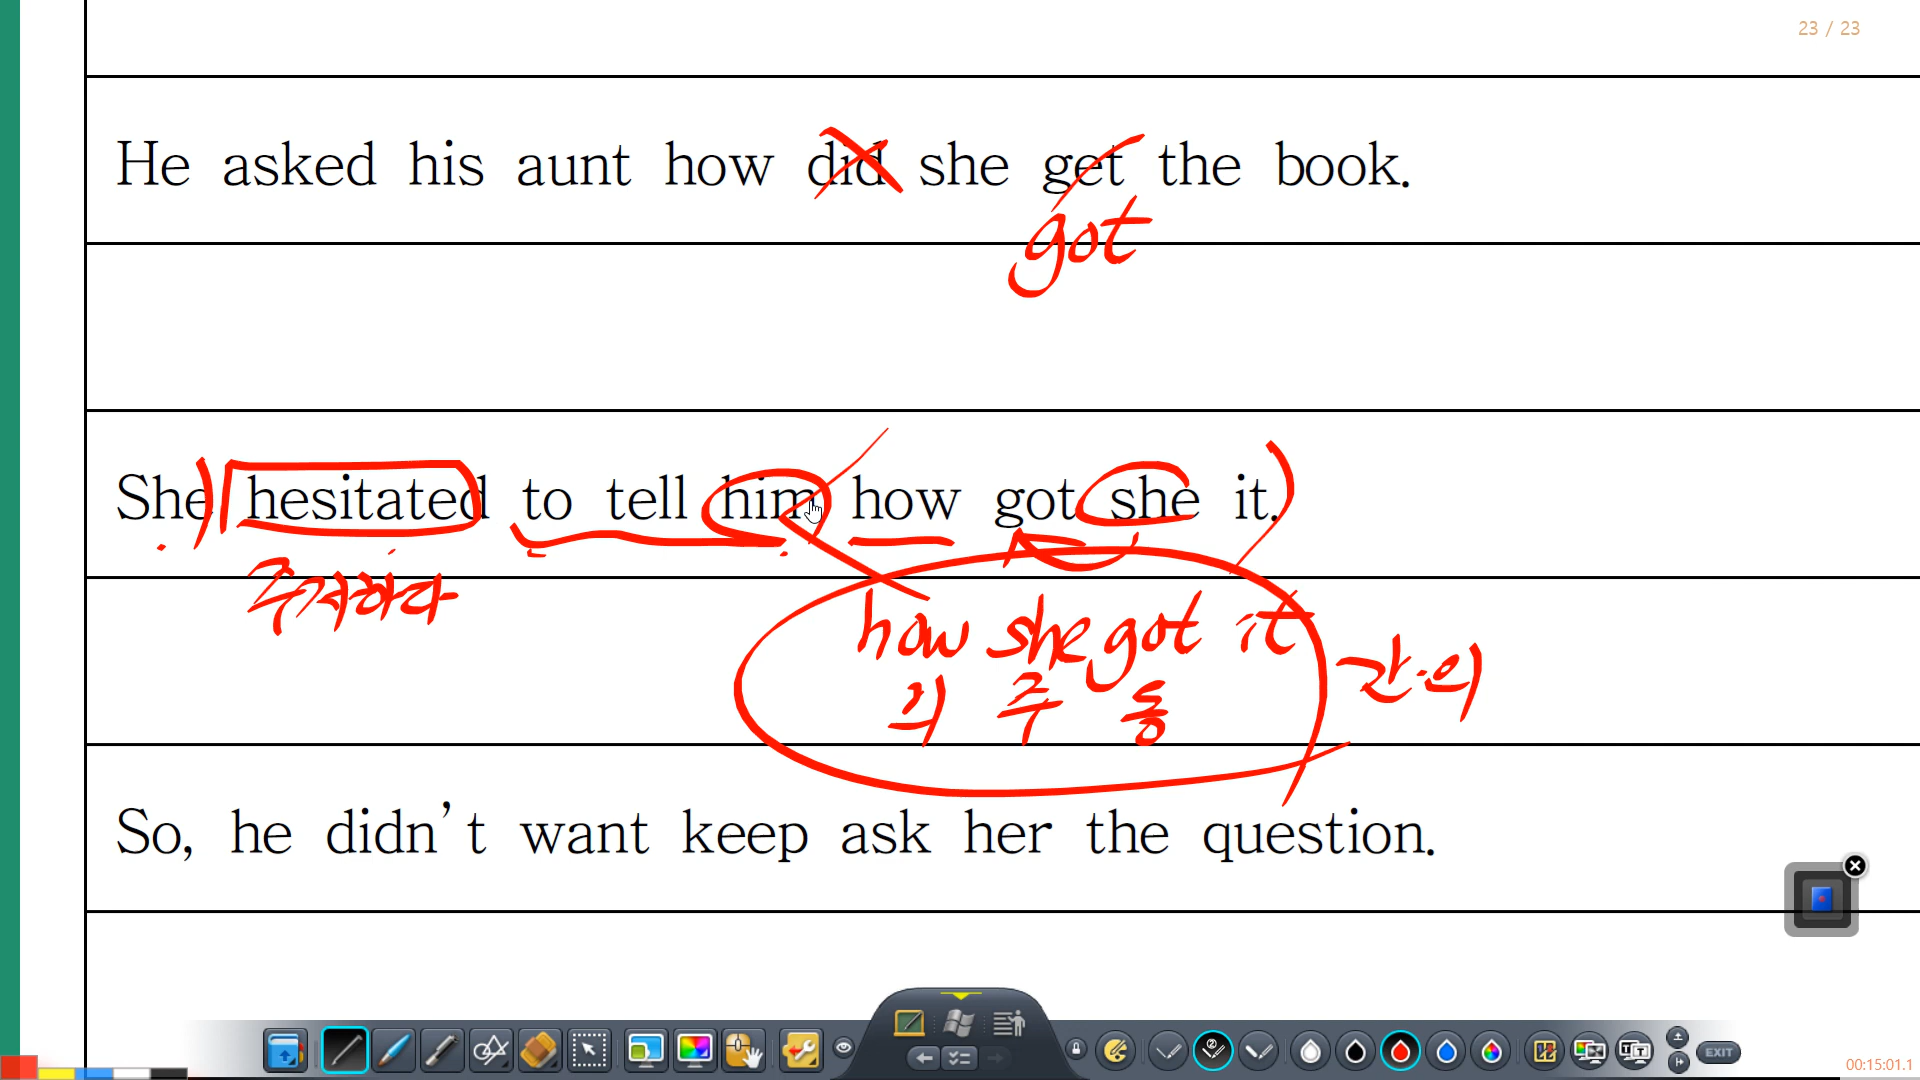 23 / 23
He asked his aunt how did she get the book.
got
She hesitated to tell him how got she it.
주저하다
how she got it
의 주 동
간·의
So, he didn't want keep ask her the question.
EXIT
00:15:01.1